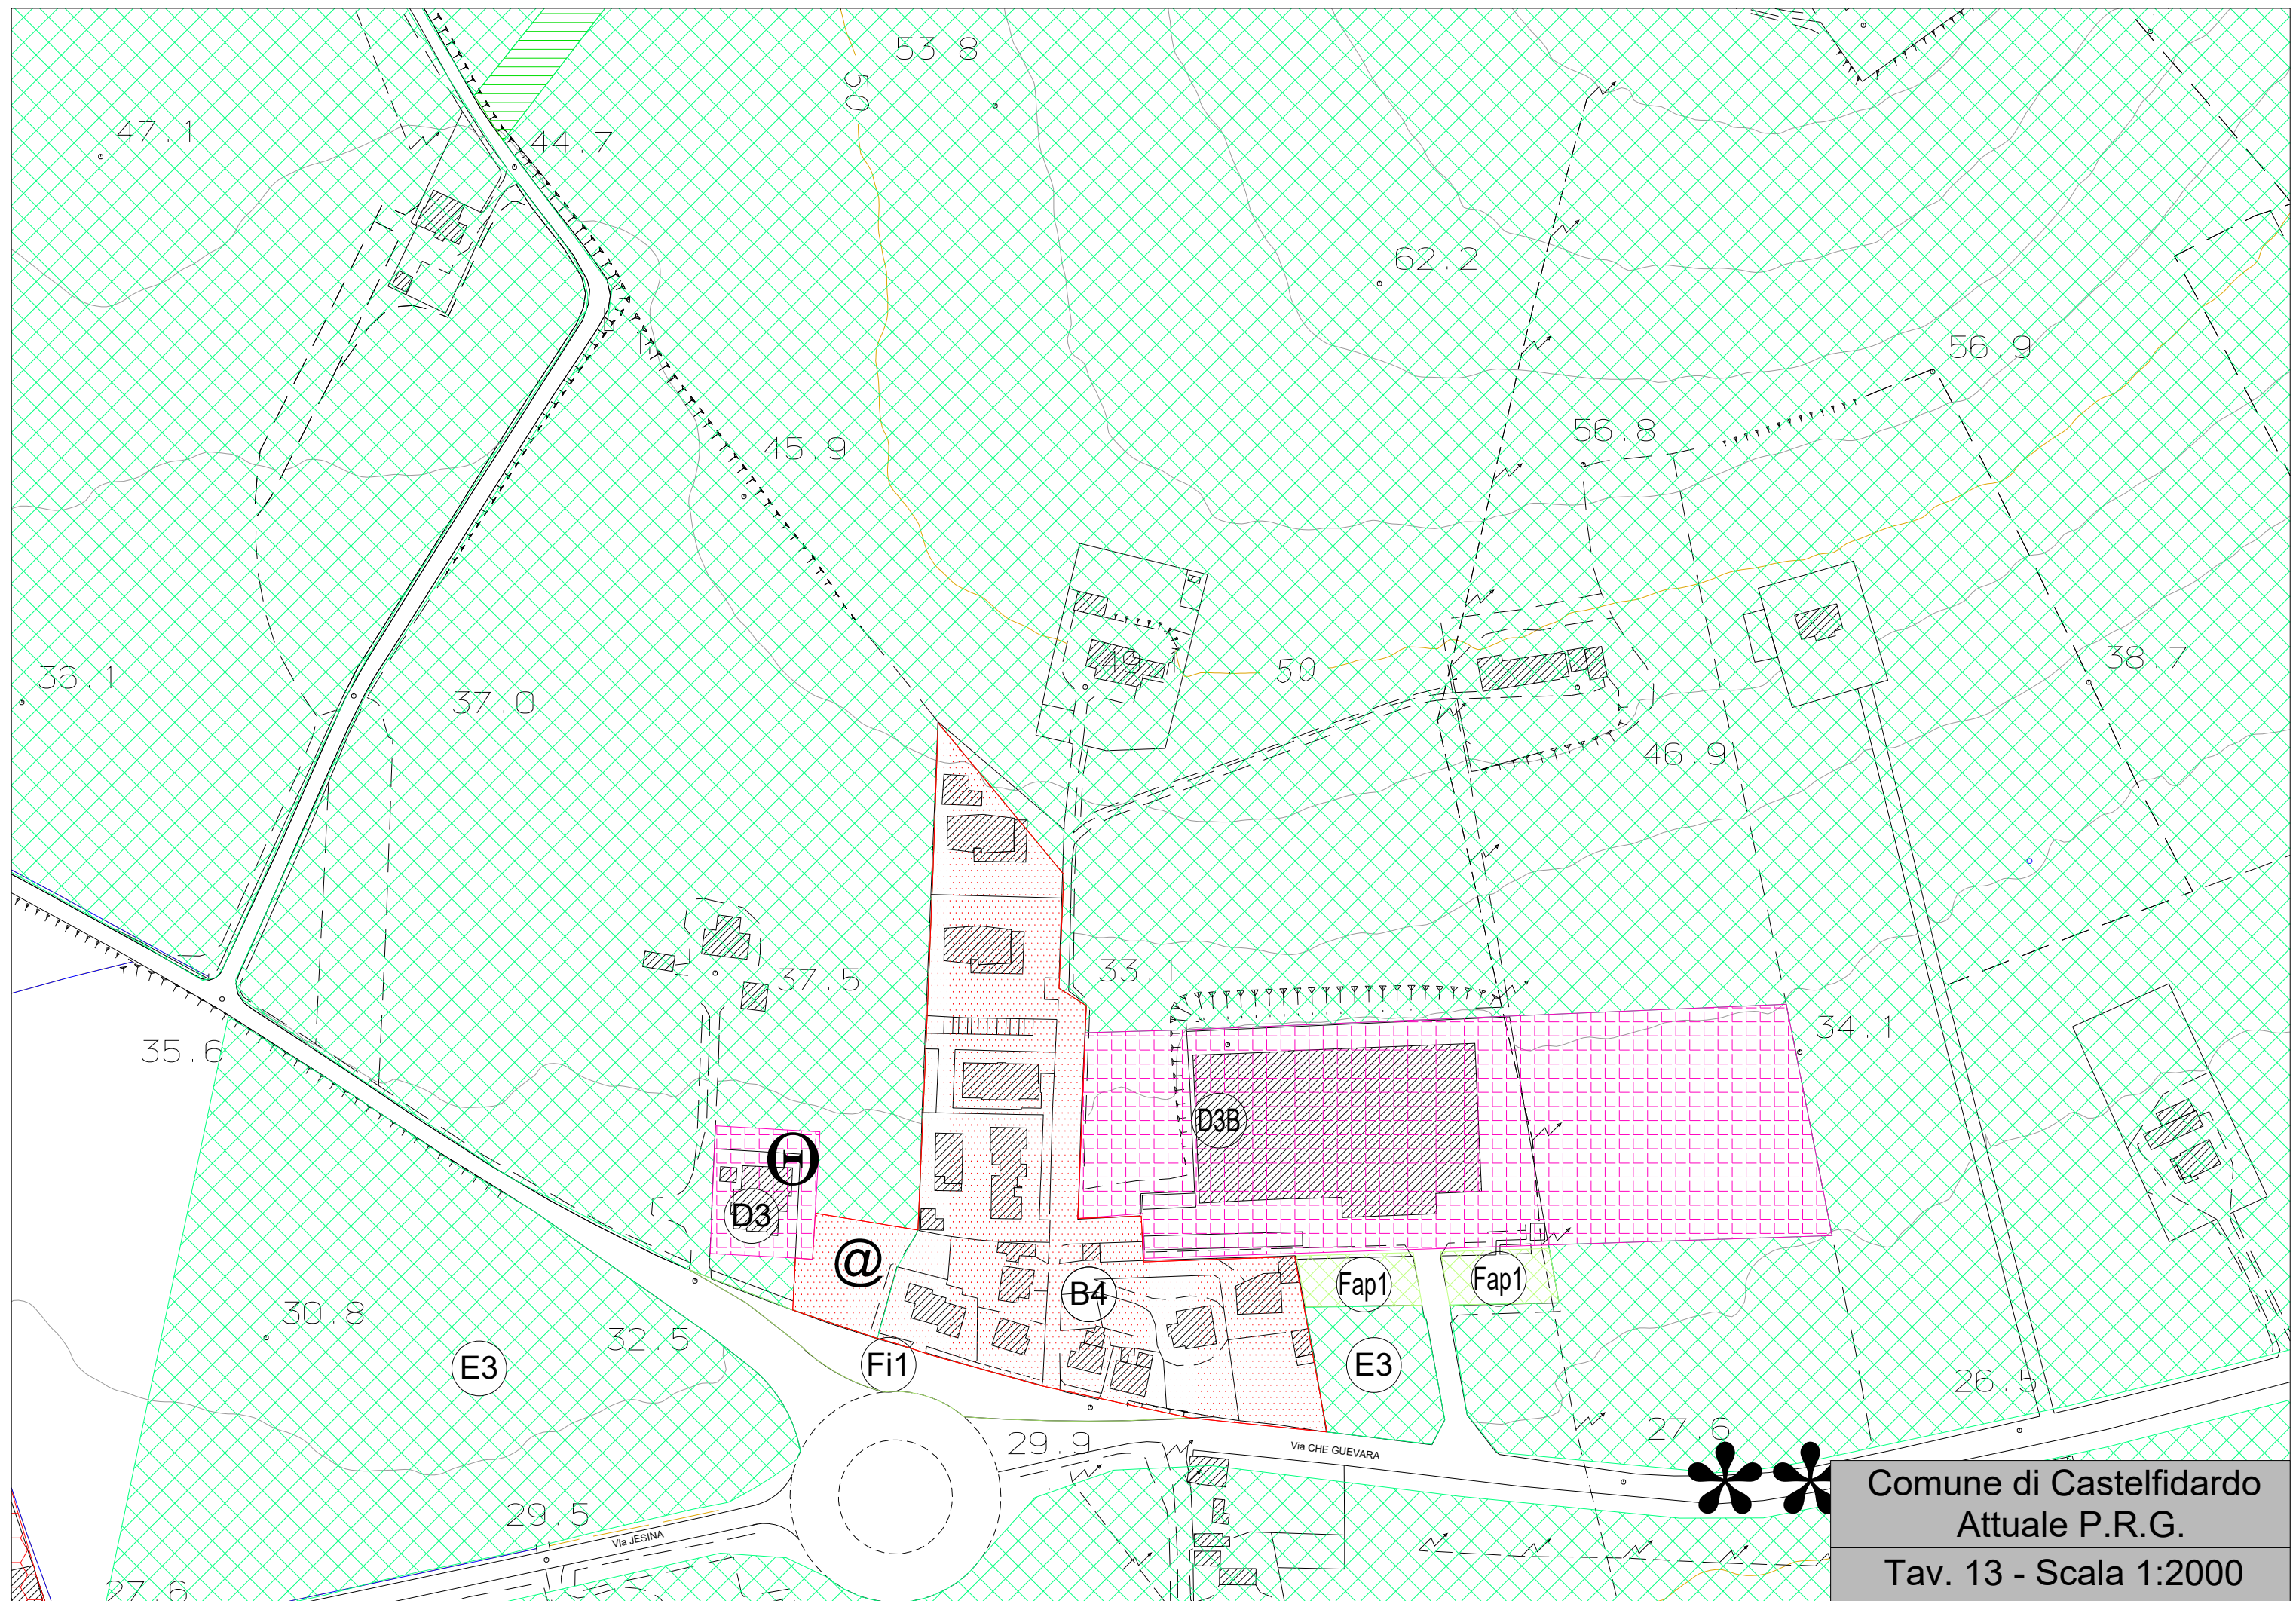 53.8
50
47.1
44.7
62.2
56.9
56.8
45.9
49
50
38.7
36.1
37.0
46.9
37.5
33.1
34.1
35.6
D3B
Θ
D3
@
B4
Fap1
Fap1
30.8
32.5
E3
Fi1
E3
26.5
27.6
29.9
Via CHE GUEVARA
**
29.5
Via JESINA
27.6
Comune di Castelfidardo
Attuale P.R.G.
Tav. 13 - Scala 1:2000